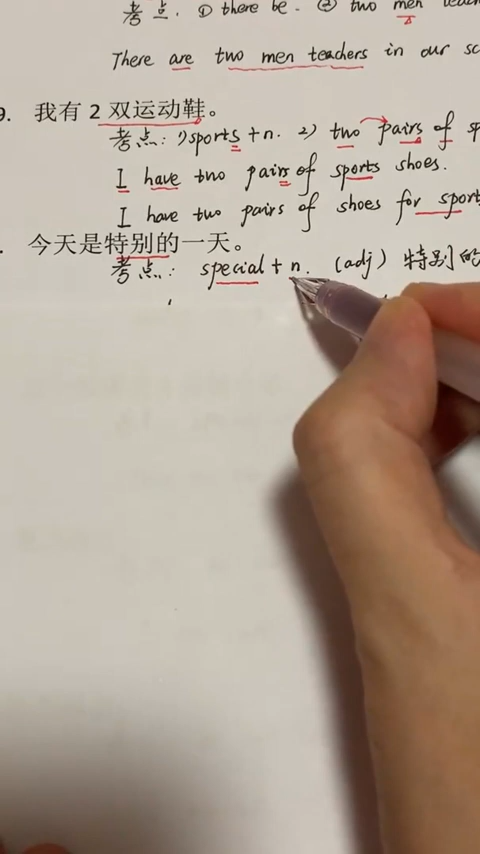 考点. ① there be. ② two men
There are two men teachers in our
9. 我有 2 双运动鞋。
考点: 1) sports + n. 2) two pairs of
I have two pairs of sports shoes.
I have two pairs of shoes for sport
今天是特别的一天。
考点: special + n. (adj) 特别的